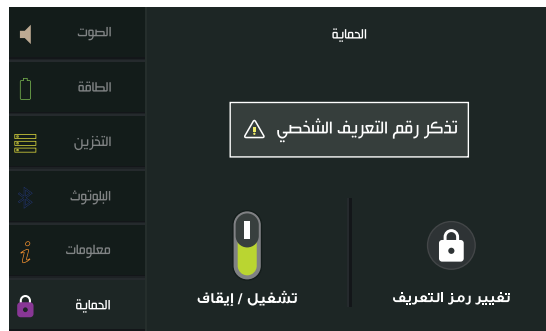 الحماية
الصوت
الطاقة
التخزين
البلوتوث
معلومات
الحماية
تذكر رقم التعريف الشخصي
تغيير رمز التعريف
تشغيل / إيقاف